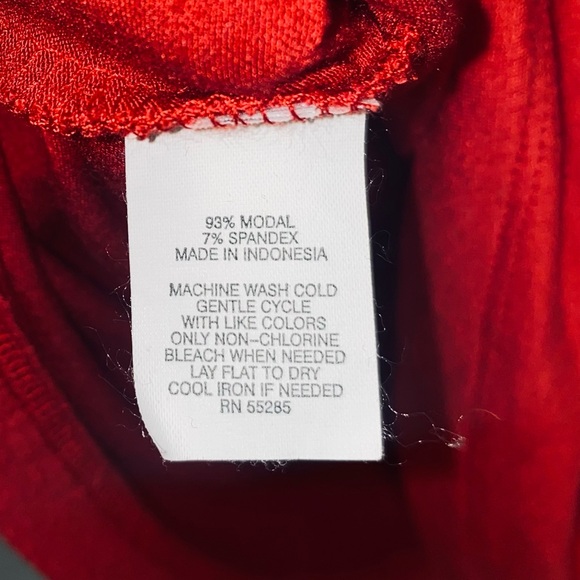 93% MODAL
7% SPANDEX
MADE IN INDONESIA
MACHINE WASH COLD
GENTLE CYCLE
WITH LIKE COLORS
ONLY NON-CHLORINE
BLEACH WHEN NEEDED
LAY FLAT TO DRY
COOL IRON IF NEEDED
RN 55285